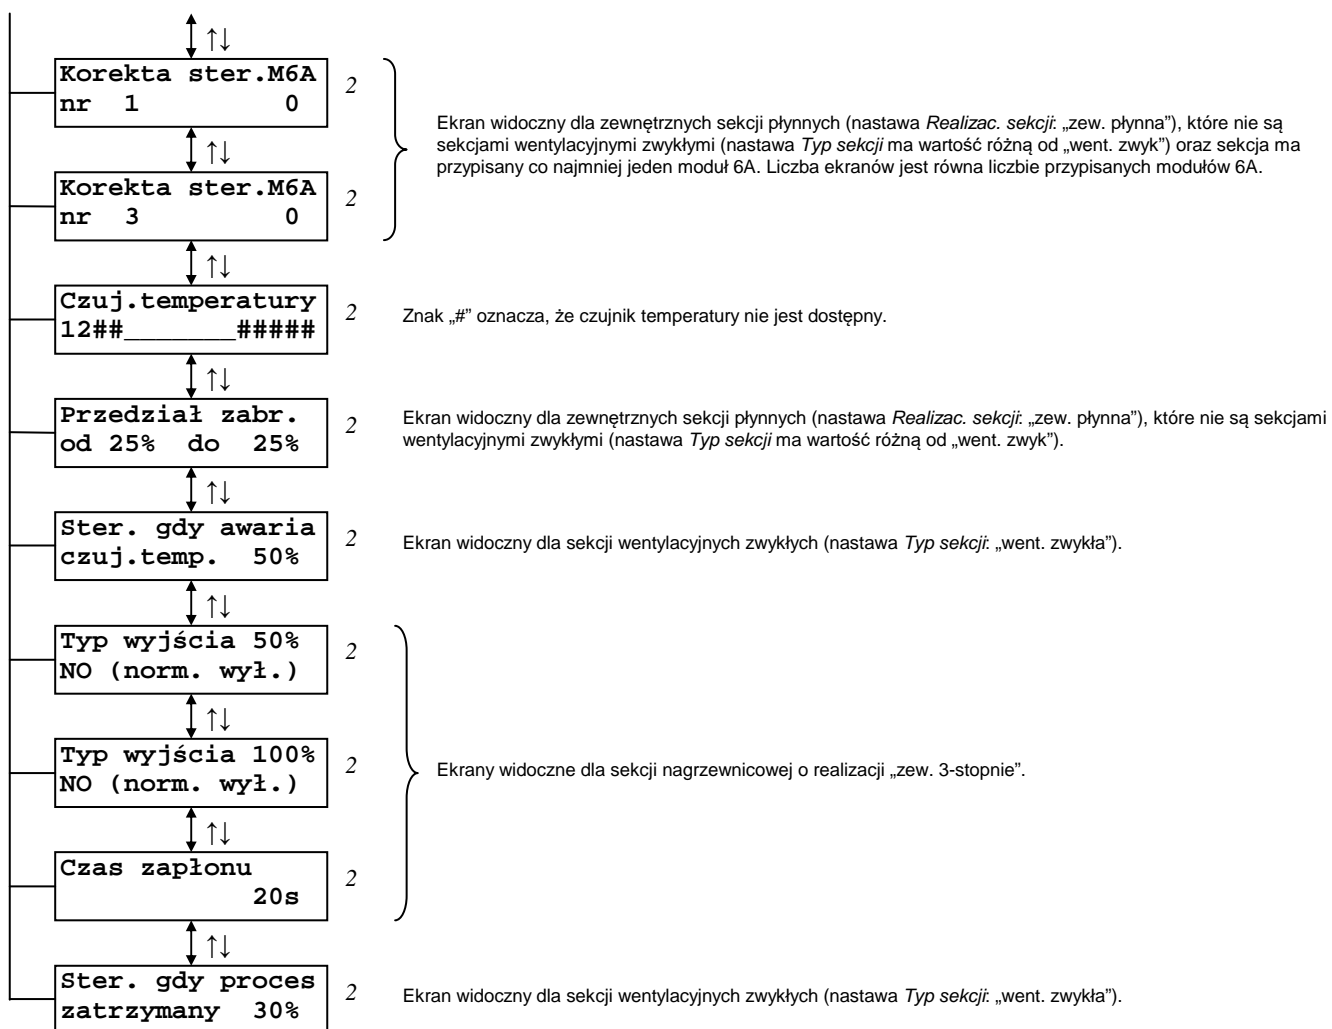 ↑↓
Korekta ster.M6A
nr 1 0
2
↑↓
Korekta ster.M6A
nr 3 0
2
Ekran widoczny dla zewnętrznych sekcji płynnych (nastawa Realizac. sekcji: „zew. płynna”), które nie są
sekcjami wentylacyjnymi zwykłymi (nastawa Typ sekcji ma wartość różną od „went. zwyk”) oraz sekcja ma
przypisany co najmniej jeden moduł 6A. Liczba ekranów jest równa liczbie przypisanych modułów 6A.
↑↓
Czuj.temperatury
12##_______#####
2
Znak „#” oznacza, że czujnik temperatury nie jest dostępny.
↑↓
Przedział zabr.
od 25% do 25%
2
Ekran widoczny dla zewnętrznych sekcji płynnych (nastawa Realizac. sekcji: „zew. płynna”), które nie są sekcjami
wentylacyjnymi zwykłymi (nastawa Typ sekcji ma wartość różną od „went. zwyk”).
↑↓
Ster. gdy awaria
czuj.temp. 50%
2
Ekran widoczny dla sekcji wentylacyjnych zwykłych (nastawa Typ sekcji: „went. zwykła”).
↑↓
Typ wyjścia 50%
NO (norm. wył.)
2
↑↓
Typ wyjścia 100%
NO (norm. wył.)
2
Ekrany widoczne dla sekcji nagrzewnicowej o realizacji „zew. 3-stopnie”.
↑↓
Czas zapłonu
20s
2
↑↓
Ster. gdy proces
zatrzymany 30%
2
Ekran widoczny dla sekcji wentylacyjnych zwykłych (nastawa Typ sekcji: „went. zwykła”).